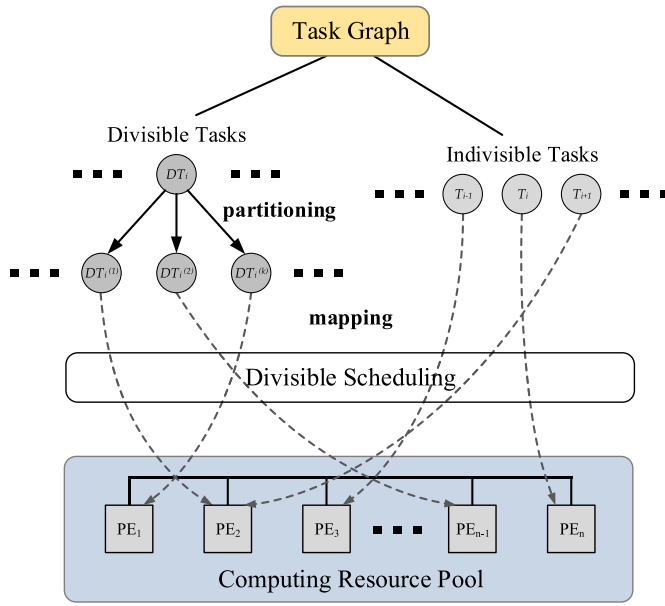 Task Graph
Divisible Tasks
Indivisible Tasks
DTi
Ti-1 Ti Ti+1
partitioning
DTi(1) DTi(2) DTi(k)
mapping
Divisible Scheduling
PE1 PE2 PE3 PEn-1 PEn
Computing Resource Pool